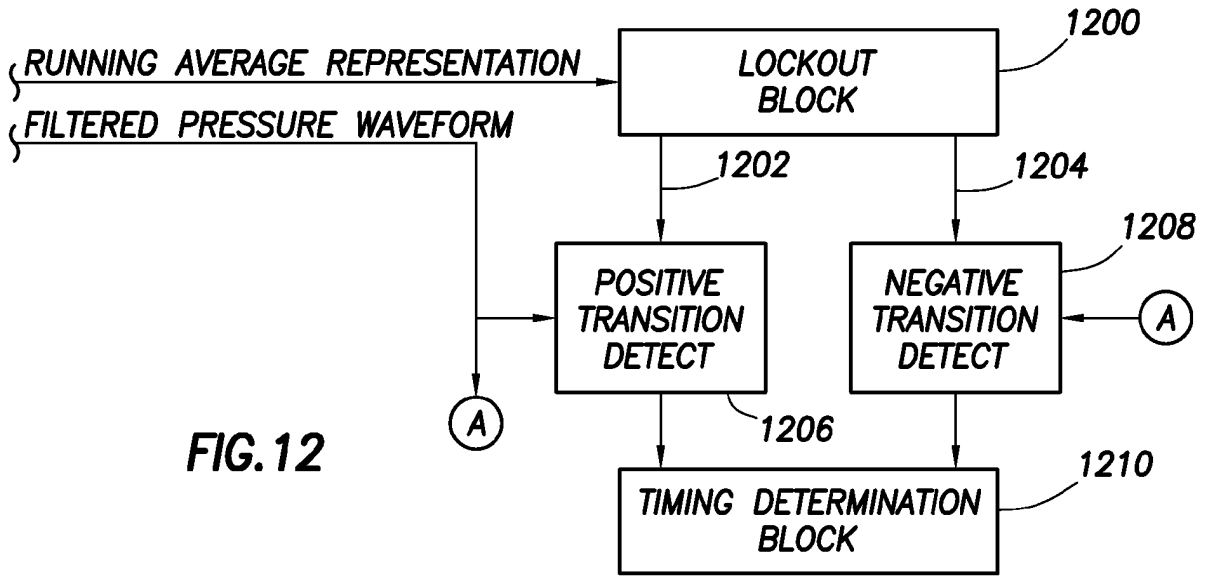 1200
RUNNING AVERAGE REPRESENTATION
LOCKOUT
BLOCK
FILTERED PRESSURE WAVEFORM
1202
1204
1208
POSITIVE
TRANSITION
DETECT
NEGATIVE
TRANSITION
DETECT
A
A
1206
FIG. 12
1210
TIMING DETERMINATION
BLOCK